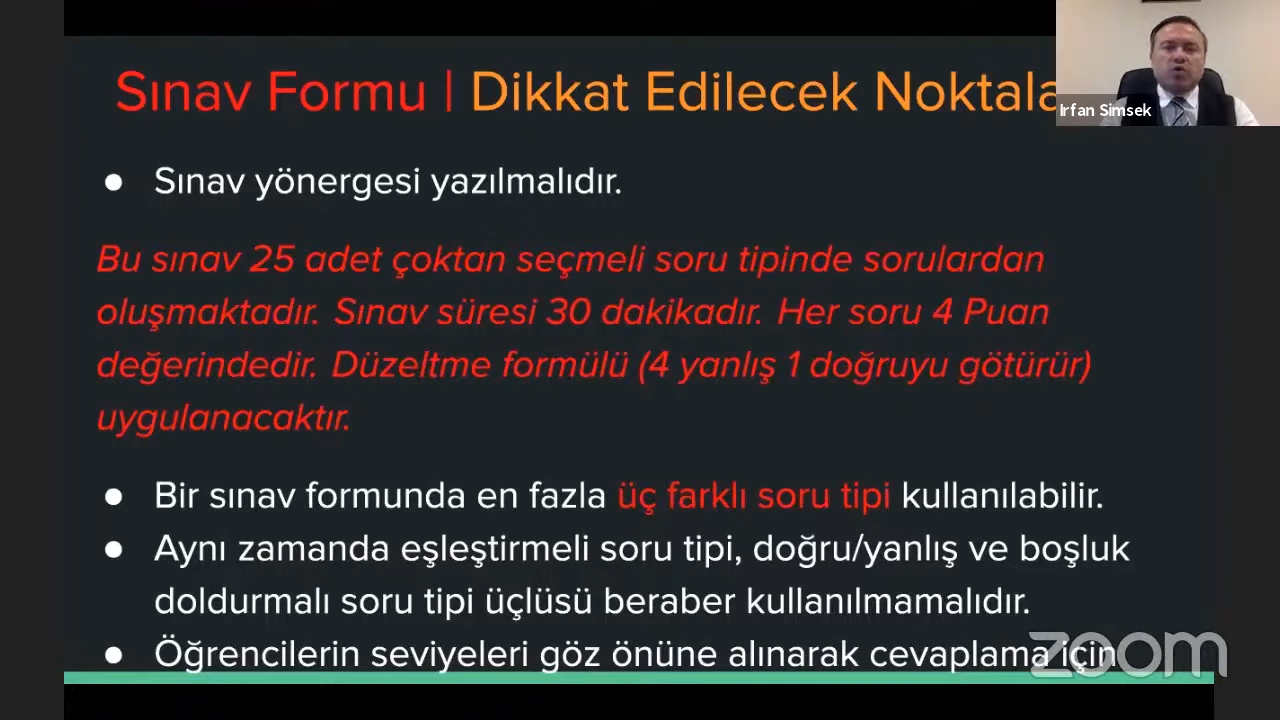 Sınav Formu | Dikkat Edilecek Noktala
Irfan Simsek
● Sınav yönergesi yazılmalıdır.
Bu sınav 25 adet çoktan seçmeli soru tipinde sorulardan
oluşmaktadır. Sınav süresi 30 dakikadır. Her soru 4 Puan
değerindedir. Düzeltme formülü (4 yanlış 1 doğruyu götürür)
uygulanacaktır.
● Bir sınav formunda en fazla üç farklı soru tipi kullanılabilir.
● Aynı zamanda eşleştirmeli soru tipi, doğru/yanlış ve boşluk
doldurmalı soru tipi üçlüsü beraber kullanılmamalıdır.
● Öğrencilerin seviyeleri göz önüne alınarak cevaplama için
zoom